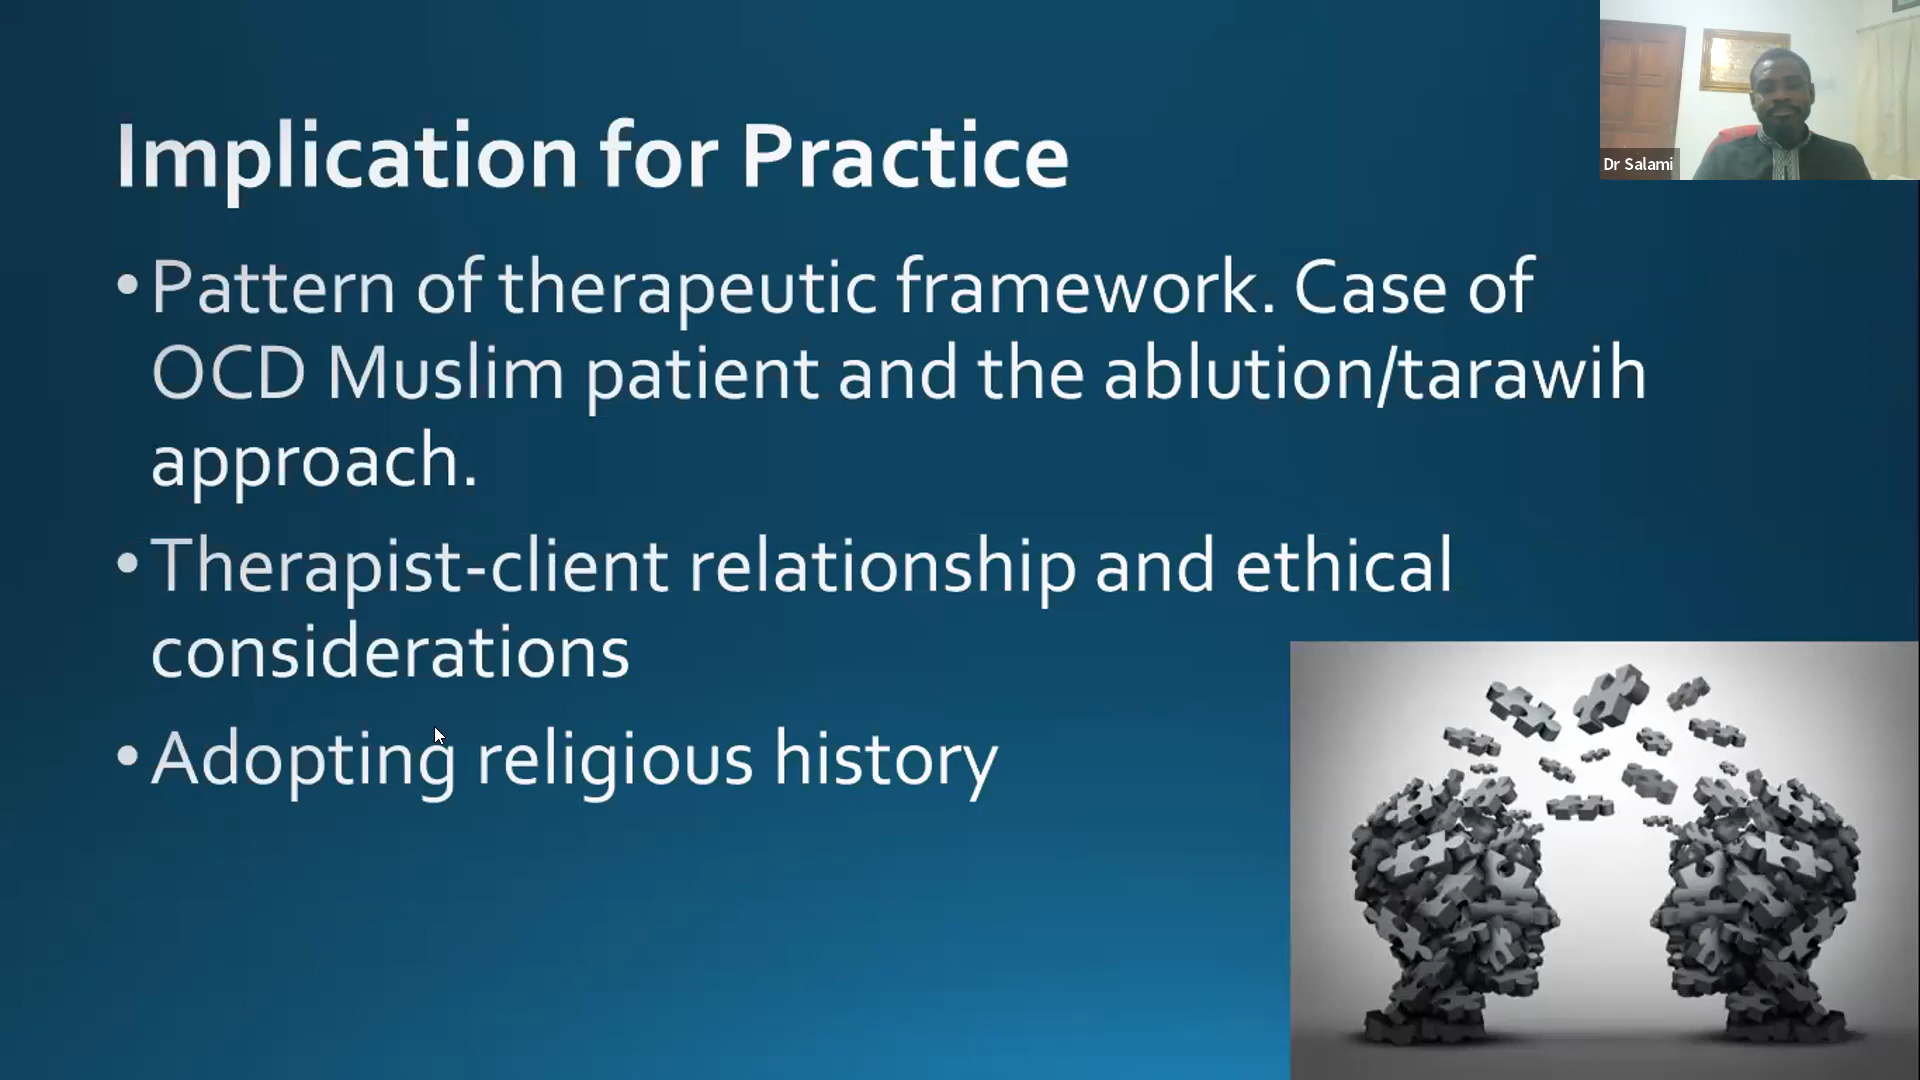 Dr Salami
Implication for Practice
•Pattern of therapeutic framework. Case of
OCD Muslim patient and the ablution/tarawih
approach.
•Therapist-client relationship and ethical
considerations
•Adopting religious history